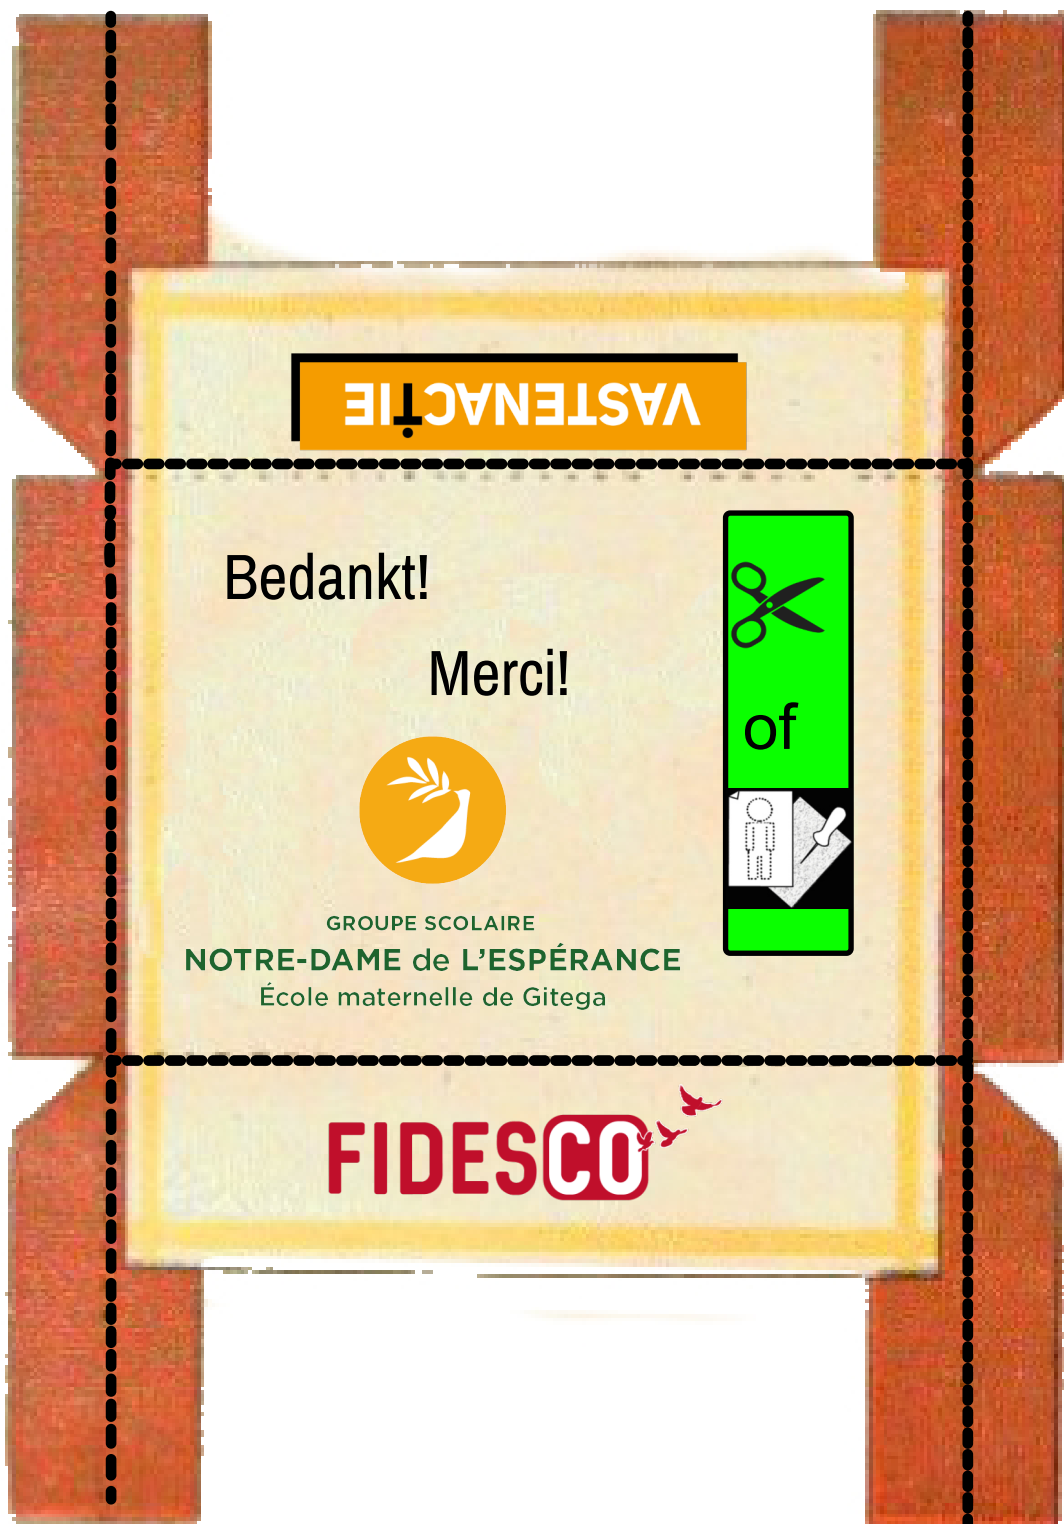 VASTENACTIE
Bedankt!
Merci!
of
GROUPE SCOLAIRE
NOTRE-DAME de L'ESPÉRANCE
École maternelle de Gitega
FIDESCO